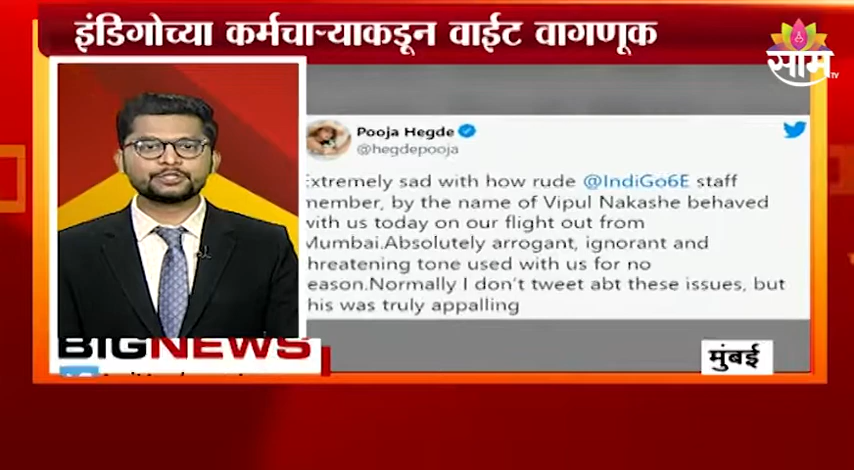 इंडिगोच्या कर्मचाऱ्याकडून वाईट वागणूक
साम TV
Pooja Hegde
@hegdepooja
Extremely sad with how rude @IndiGo6E staff
member, by the name of Vipul Nakashe behaved
with us today on our flight out from
Mumbai.Absolutely arrogant, ignorant and
threatening tone used with us for no
reason.Normally I don't tweet abt these issues, but
this was truly appalling
BIGNEWS
मुंबई